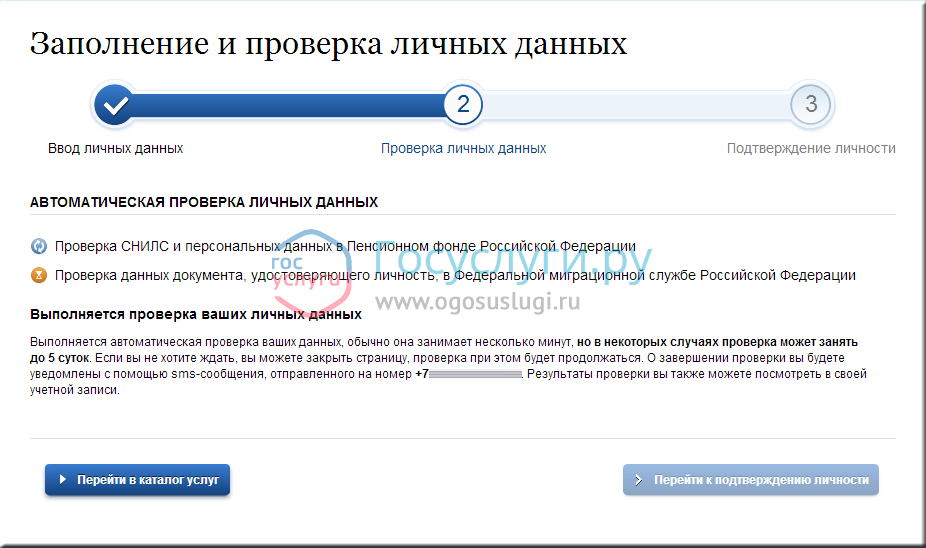 Заполнение и проверка личных данных
2
3
Ввод личных данных
Проверка личных данных
Подтверждение личности
АВТОМАТИЧЕСКАЯ ПРОВЕРКА ЛИЧНЫХ ДАННЫХ
Проверка СНИЛС и персональных данных в Пенсионном фонде Российской Федерации
госуслуги
Госуслуги.ру
Проверка данных документа, удостоверяющего личность, в Федеральной миграционной службе Российской Федерации
www.ogosuslugi.ru
Выполняется проверка ваших личных данных
Выполняется автоматическая проверка ваших данных, обычно она занимает несколько минут, но в некоторых случаях проверка может занять
до 5 суток. Если вы не хотите ждать, вы можете закрыть страницу, проверка при этом будет продолжаться. О завершении проверки вы будете
уведомлены с помощью sms-сообщения, отправленного на номер +7. Результаты проверки вы также можете посмотреть в своей
учетной записи.
Перейти в каталог услуг
Перейти к подтверждению личности